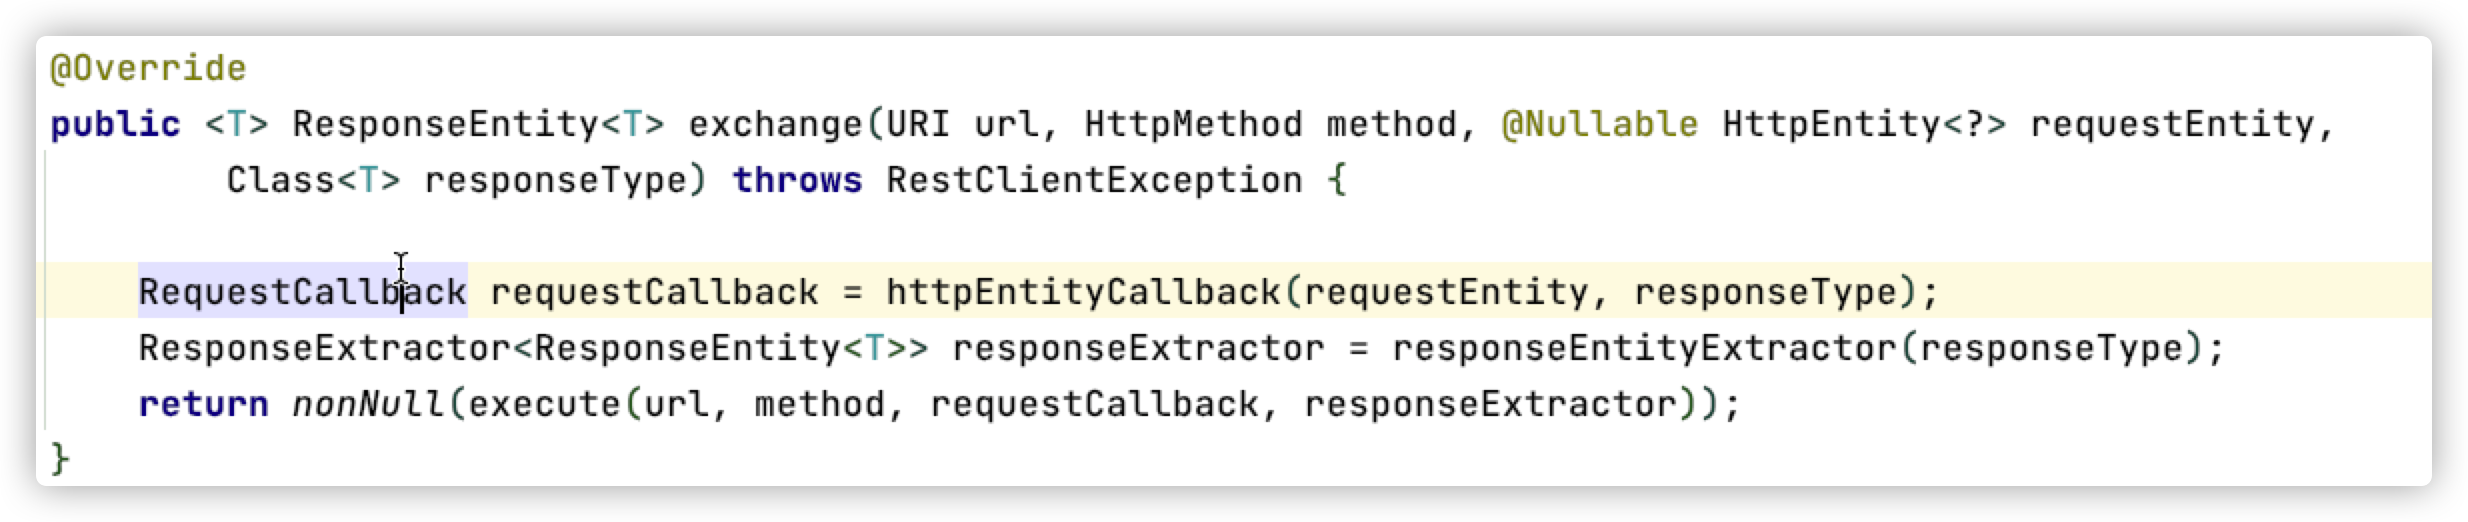 @Override
public <T> ResponseEntity<T> exchange(URI url, HttpMethod method, @Nullable HttpEntity<?> requestEntity,
        Class<T> responseType) throws RestClientException {

    RequestCallback requestCallback = httpEntityCallback(requestEntity, responseType);
    ResponseExtractor<ResponseEntity<T>> responseExtractor = responseEntityExtractor(responseType);
    return nonNull(execute(url, method, requestCallback, responseExtractor));
}